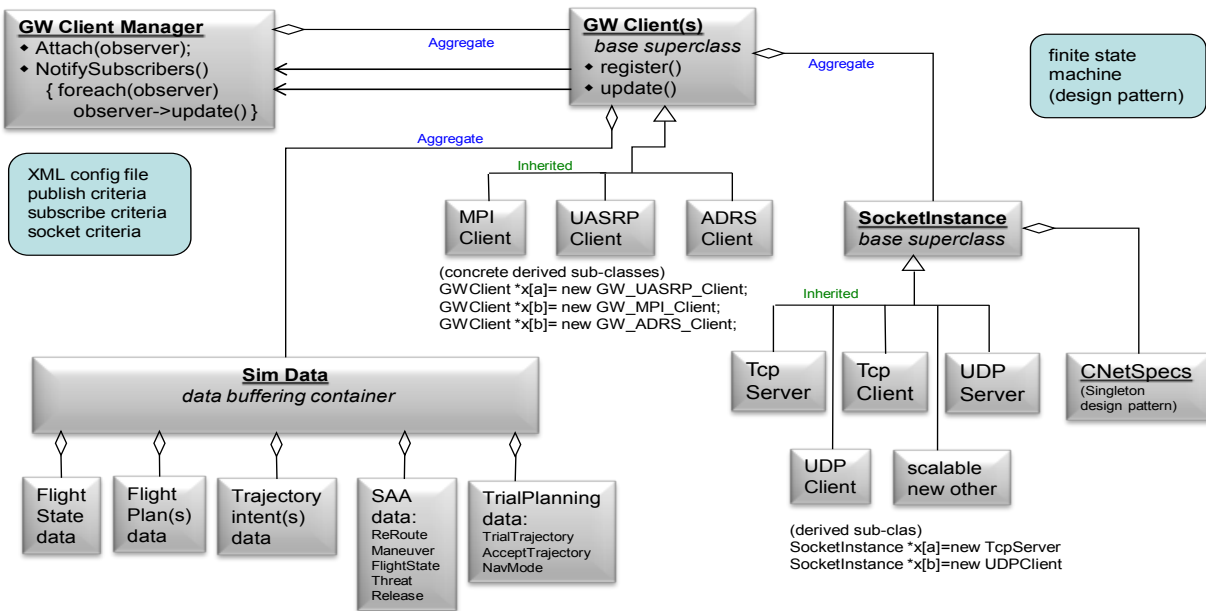 GW Client Manager
◆ Attach(observer);
◆ NotifySubscribers()
{ foreach(observer)
observer->update() }
Aggregate
GW Client(s)
base superclass
◆ register()
◆ update()
Aggregate
finite state
machine
(design pattern)
XML config file
publish criteria
subscribe criteria
socket criteria
Aggregate
Inherited
MPI
Client
UASRP
Client
ADRS
Client
(concrete derived sub-classes)
GWClient *x[a]= new GW_UASRP_Client;
GWClient *x[b]= new GW_MPI_Client;
GWClient *x[b]= new GW_ADRS_Client;
SocketInstance
base superclass
Inherited
Tcp
Server
Tcp
Client
UDP
Server
CNetSpecs
(Singleton
design pattern)
UDP
Client
scalable
new other
(derived sub-clas)
SocketInstance *x[a]=new TcpServer
SocketInstance *x[b]=new UDPClient
Sim Data
data buffering container
Flight
State
data
Flight
Plan(s)
data
Trajectory
intent(s)
data
SAA
data:
ReRoute
Maneuver
FlightState
Threat
Release
TrialPlanning
data:
TrialTrajectory
AcceptTrajectory
NavMode